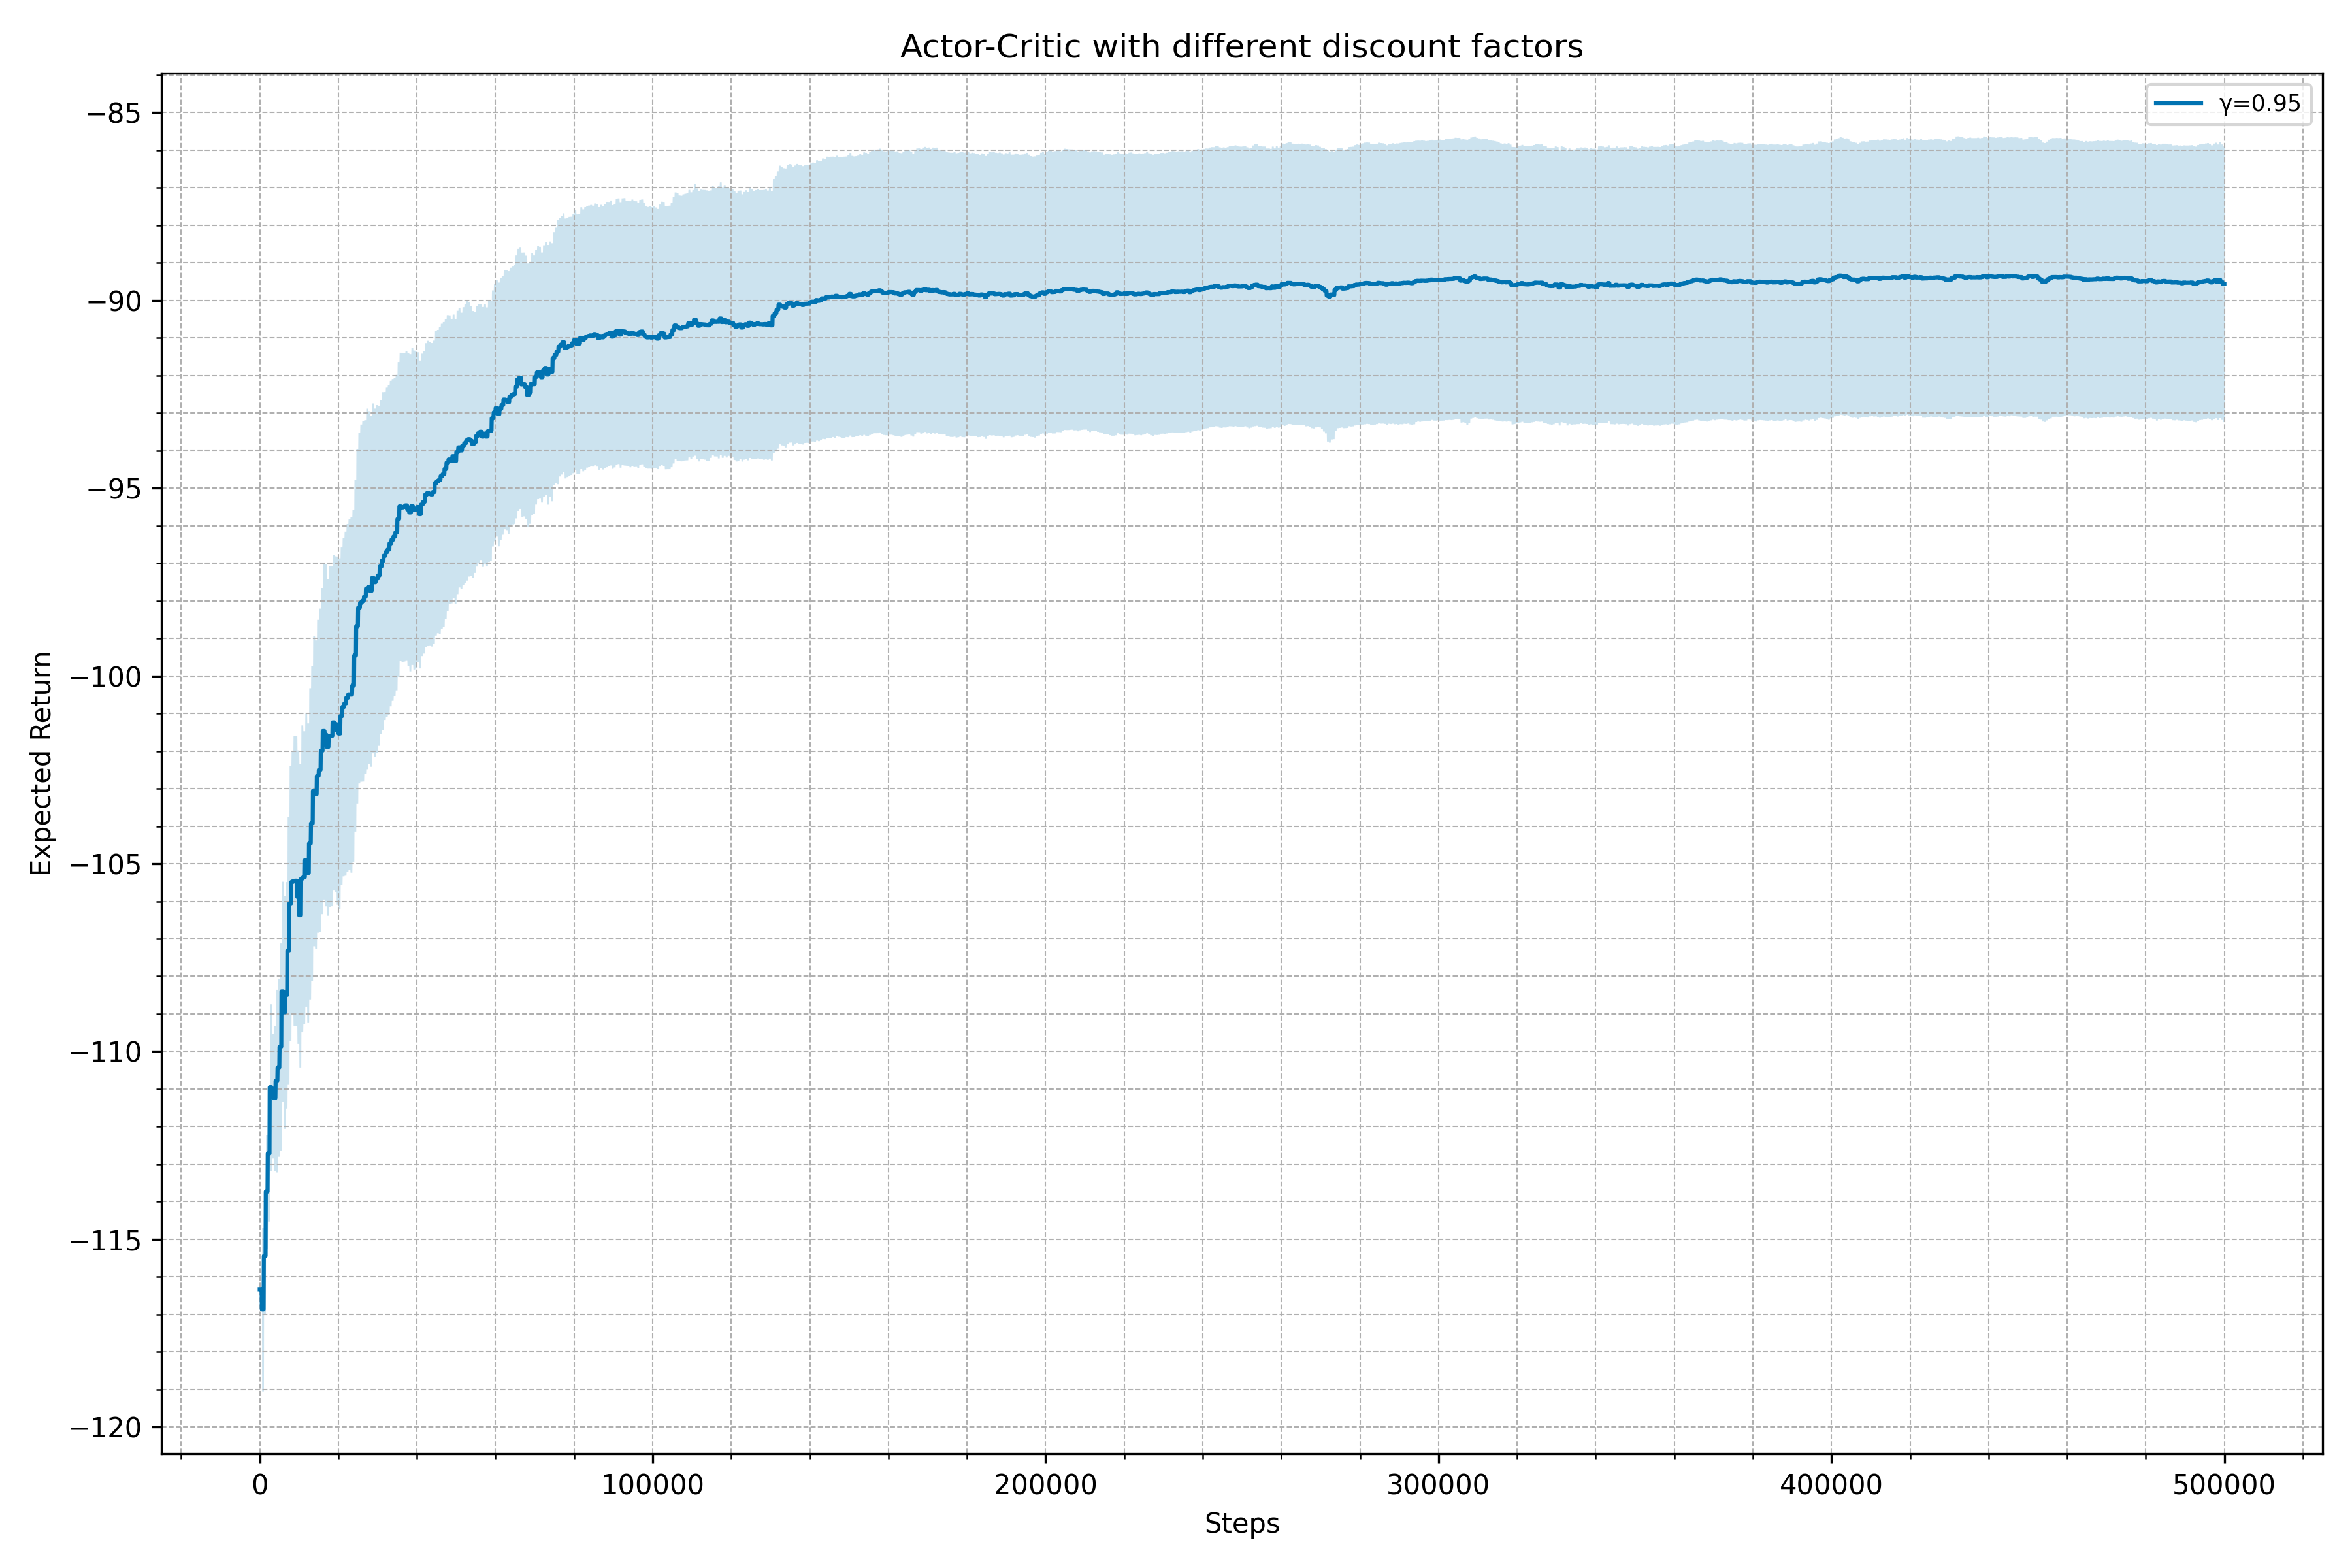 Actor-Critic with different discount factors
γ=0.95
−85
−90
−95
−100
−105
−110
−115
−120
Expected Return
0 100000 200000 300000 400000 500000
Steps